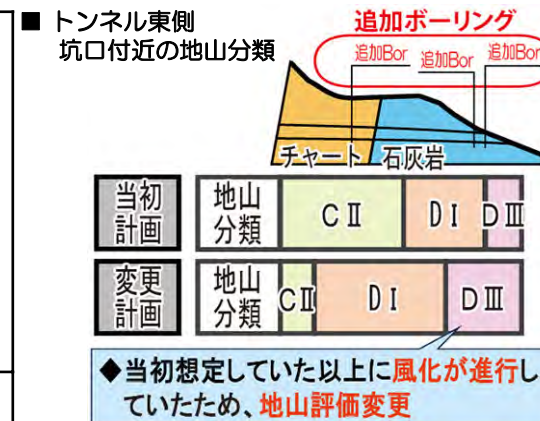 ■ トンネル東側
坑口付近の地山分類
追加ボーリング
追加Bor 追加Bor 追加Bor
チャート 石灰岩
当初計画 地山分類 CⅡ DⅠ DⅢ
変更計画 地山分類 CⅡ DⅠ DⅢ
◆当初想定していた以上に風化が進行し
ていたため、地山評価変更